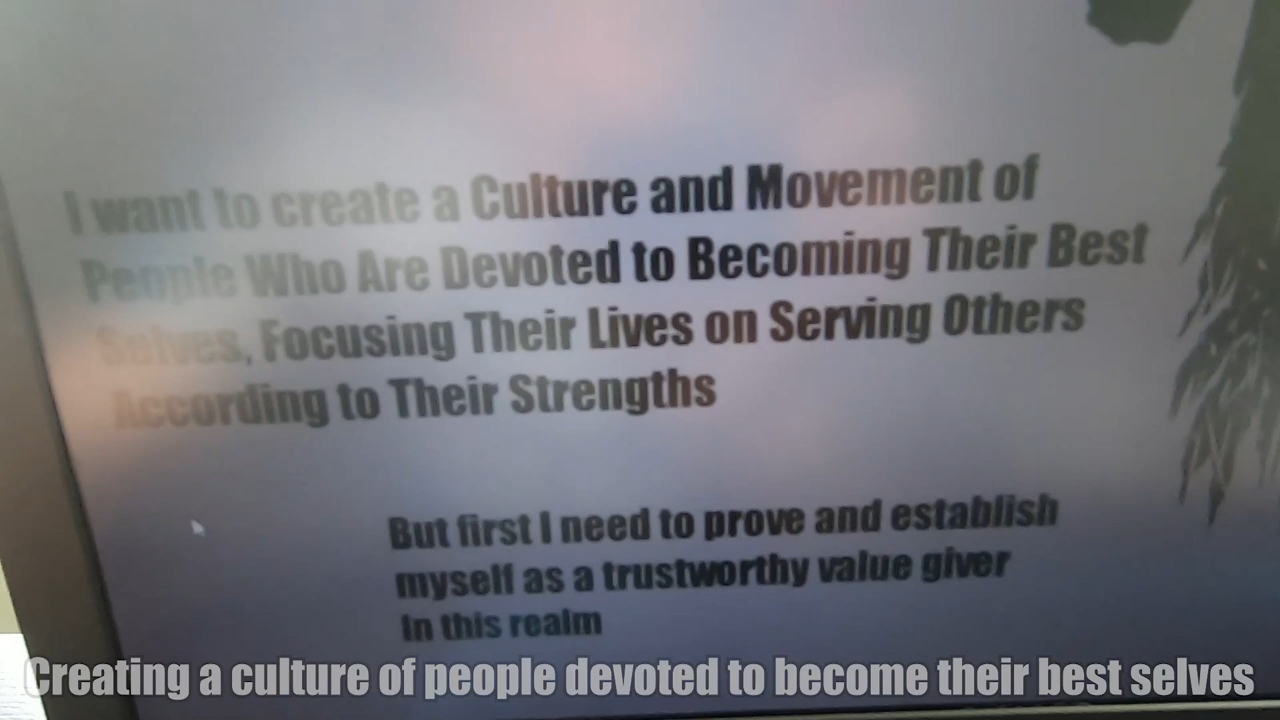 I want to create a Culture and Movement of
People Who Are Devoted to Becoming Their Best
Selves, Focusing Their Lives on Serving Others
According to Their Strengths
But first I need to prove and establish
myself as a trustworthy value giver
In this realm
Creating a culture of people devoted to become their best selves